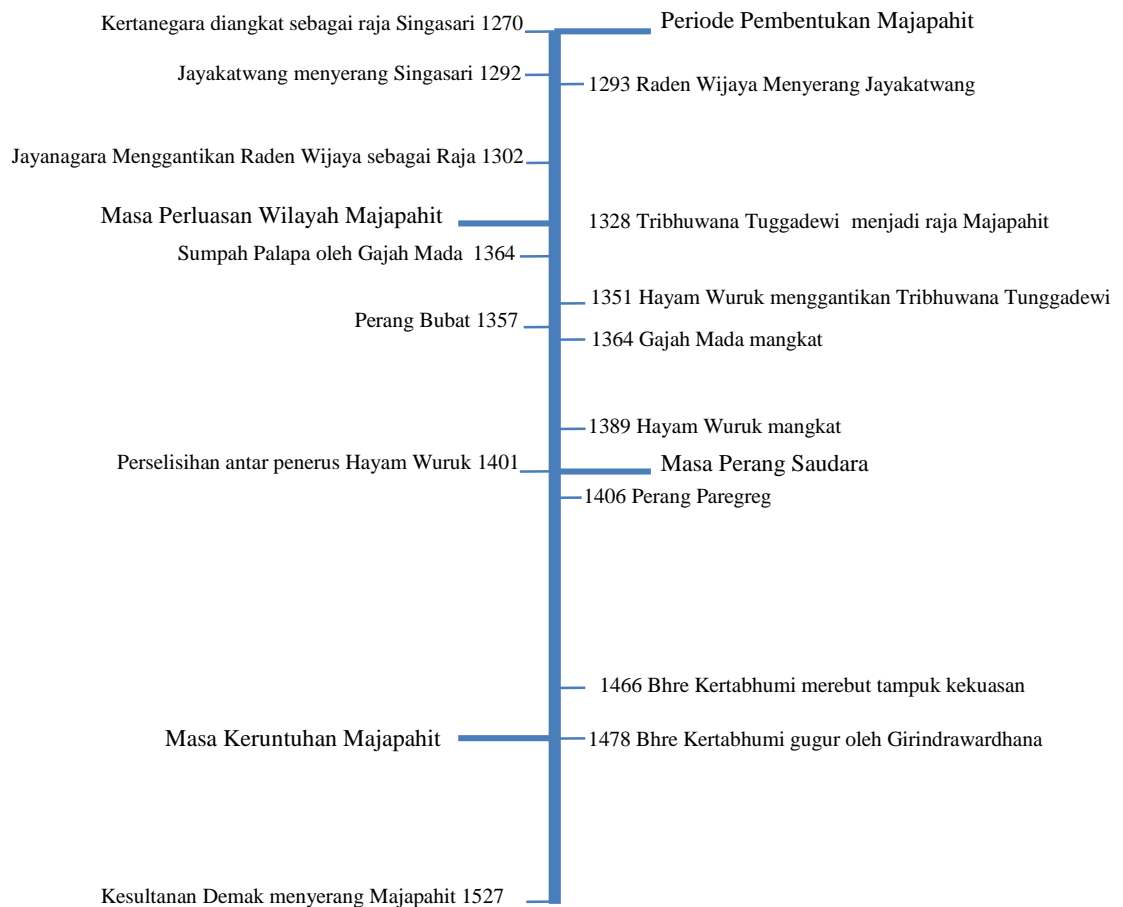 Kertanegara diangkat sebagai raja Singasari 1270
Periode Pembentukan Majapahit
Jayakatwang menyerang Singasari 1292
1293 Raden Wijaya Menyerang Jayakatwang
Jayanagara Menggantikan Raden Wijaya sebagai Raja 1302
Masa Perluasan Wilayah Majapahit
1328 Tribhuwana Tuggadewi menjadi raja Majapahit
Sumpah Palapa oleh Gajah Mada 1364
1351 Hayam Wuruk menggantikan Tribhuwana Tunggadewi
Perang Bubat 1357
1364 Gajah Mada mangkat
1389 Hayam Wuruk mangkat
Perselisihan antar penerus Hayam Wuruk 1401
Masa Perang Saudara
1406 Perang Paregreg
1466 Bhre Kertabhumi merebut tampuk kekuasan
Masa Keruntuhan Majapahit
1478 Bhre Kertabhumi gugur oleh Girindrawardhana
Kesultanan Demak menyerang Majapahit 1527